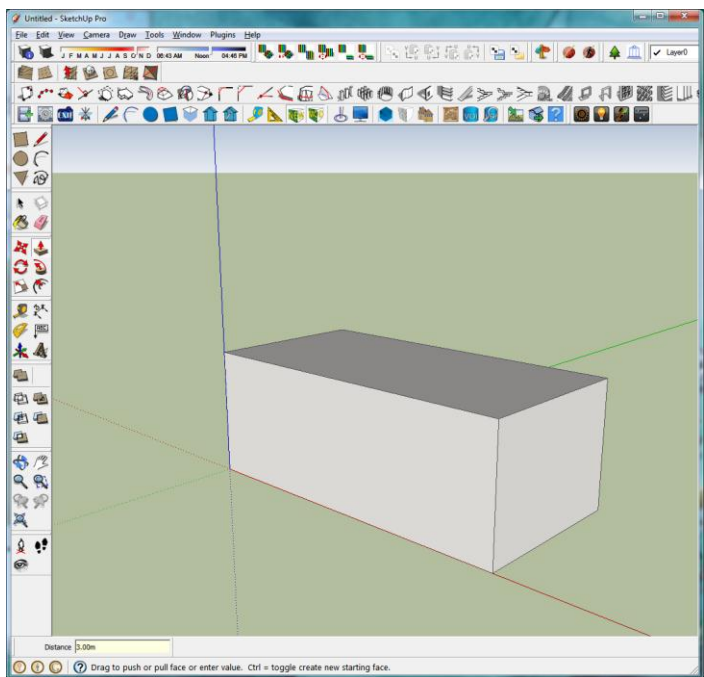 Untitled - SketchUp Pro
File Edit View Camera Draw Tools Window Plugins Help
J F M A M J J A S O N D 06:43 AM Noon 04:46 PM
Layer0
Distance 3.00m
Drag to push or pull face or enter value. Ctrl = toggle create new starting face.